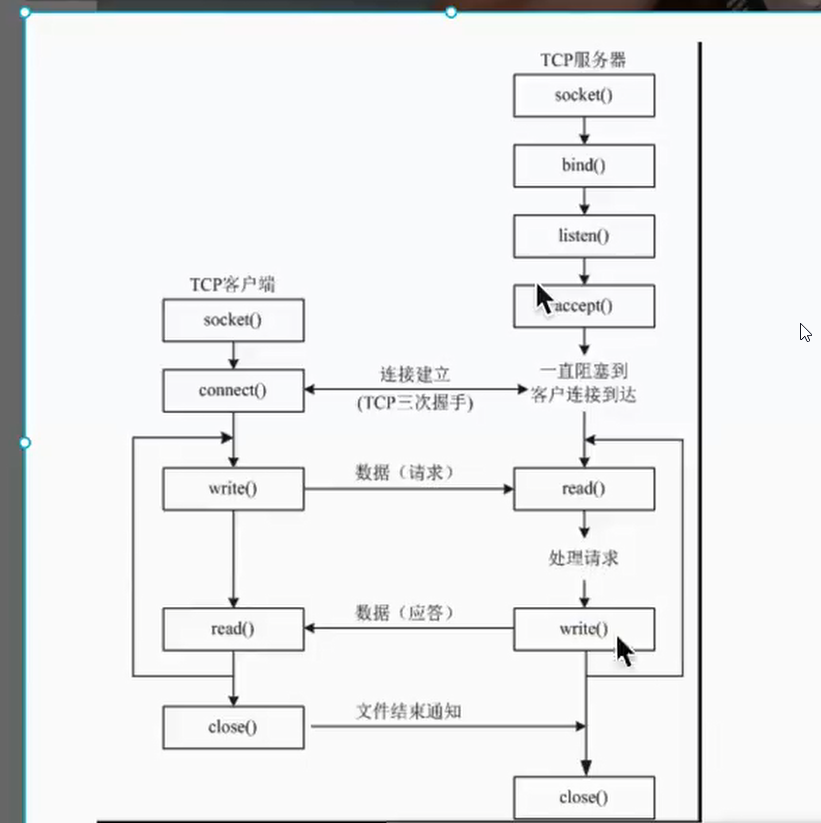 TCP服务器
socket()
bind()
listen()
accept()
TCP客户端
socket()
connect()
连接建立
(TCP三次握手)
一直阻塞到
客户连接到达
write()
数据（请求）
read()
处理请求
read()
数据（应答）
write()
close()
文件结束通知
close()